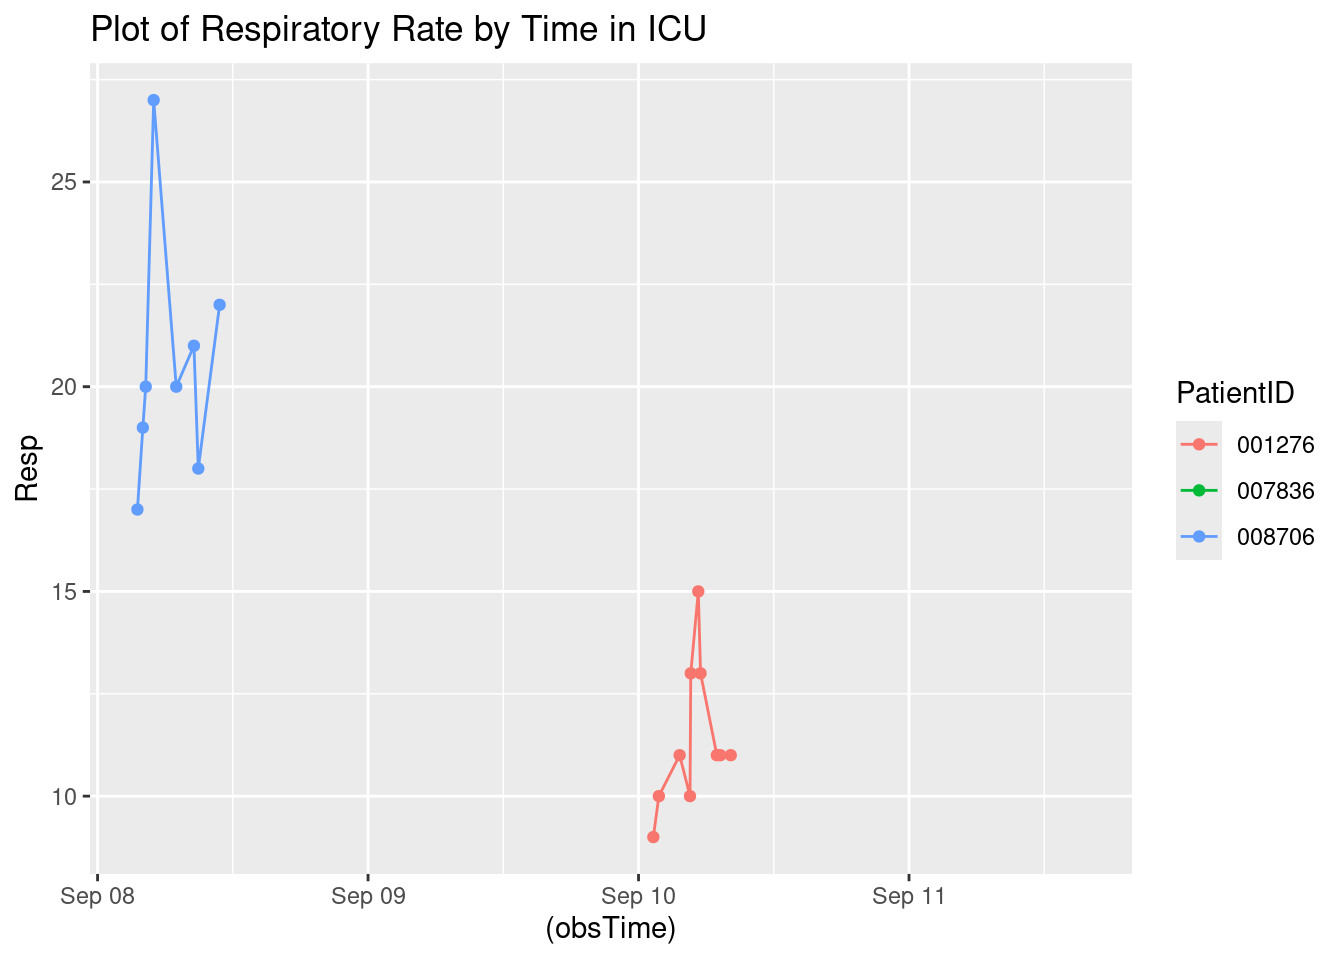 Plot of Respiratory Rate by Time in ICU
25
20
15
10
Resp
Sep 08
Sep 09
Sep 10
Sep 11
(obsTime)
PatientID
001276
007836
008706